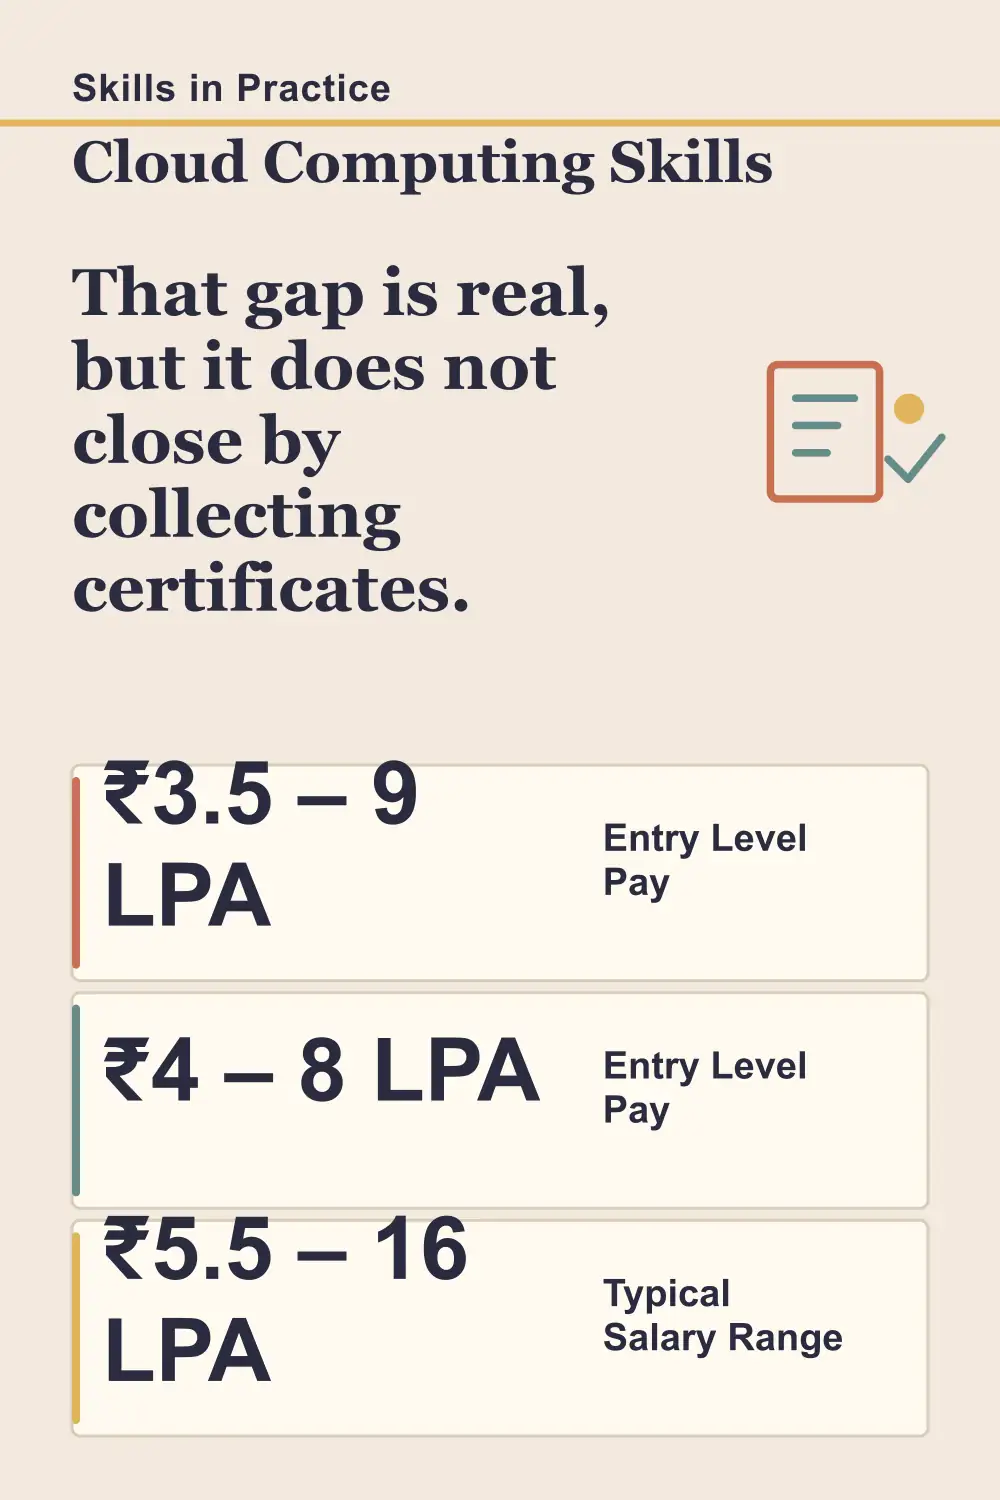 Skills in Practice
Cloud Computing Skills
That gap is real,
but it does not
close by
collecting
certificates.
₹3.5 – 9
LPA
Entry Level
Pay
₹4 – 8 LPA
Entry Level
Pay
₹5.5 – 16
LPA
Typical
Salary Range